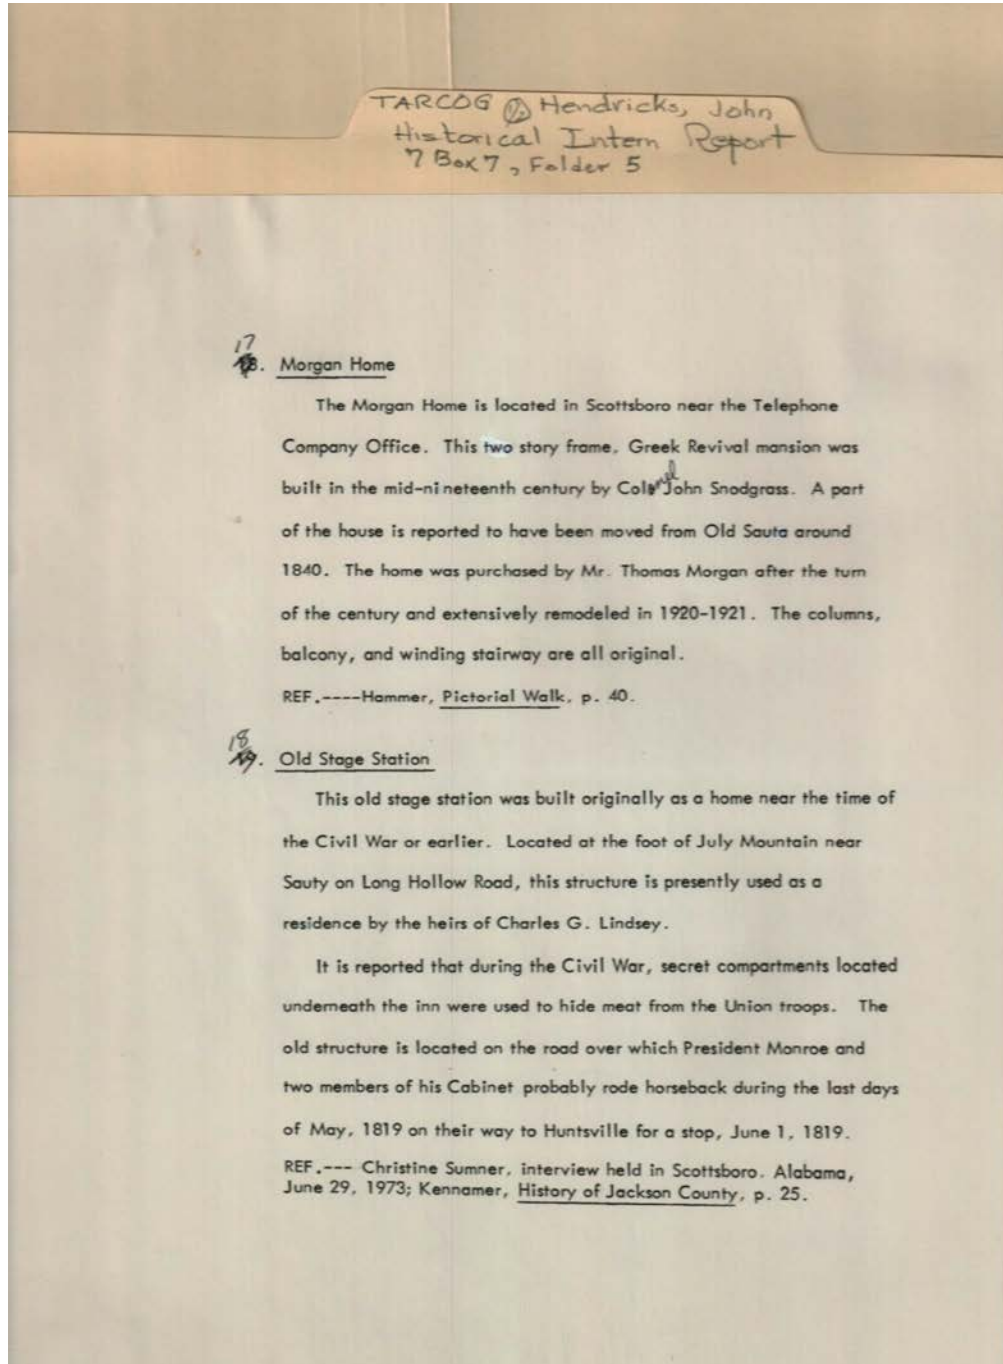 TARCOG Hendricks, John
Historical Intern Report
7 Box 7, Folder 5
17
18. Morgan Home
The Morgan Home is located in Scottsboro near the Telephone
Company Office. This two story frame, Greek Revival mansion was
built in the mid-nineteenth century by Colonel John Snodgrass. A part
of the house is reported to have been moved from Old Sauta around
1840. The home was purchased by Mr. Thomas Morgan after the turn
of the century and extensively remodeled in 1920-1921. The columns,
balcony, and winding stairway are all original.
REF.----Hammer, Pictorial Walk, p. 40.
18
19. Old Stage Station
This old stage station was built originally as a home near the time of
the Civil War or earlier. Located at the foot of July Mountain near
Sauty on Long Hollow Road, this structure is presently used as a
residence by the heirs of Charles G. Lindsey.
It is reported that during the Civil War, secret compartments located
underneath the inn were used to hide meat from the Union troops. The
old structure is located on the road over which President Monroe and
two members of his Cabinet probably rode horseback during the last days
of May, 1819 on their way to Huntsville for a stop, June 1, 1819.
REF.--- Christine Sumner, interview held in Scottsboro. Alabama,
June 29, 1973; Kennamer, History of Jackson County, p. 25.